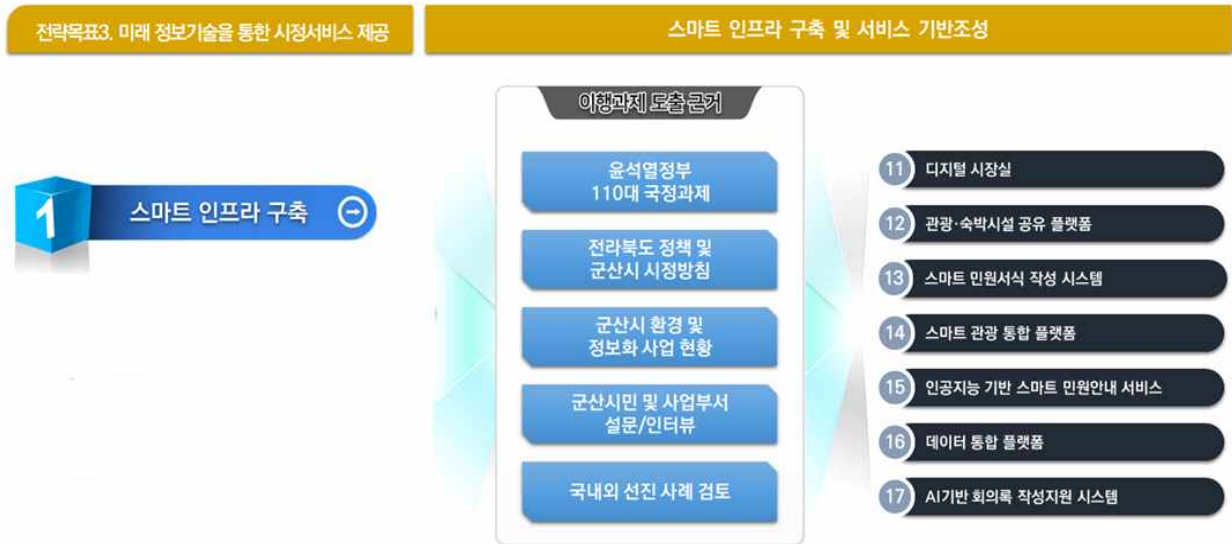 전략목표3. 미래 정보기술을 통한 시정서비스 제공
스마트 인프라 구축 및 서비스 기반조성
1 스마트 인프라 구축
이행과제 도출 근거
윤석열정부
110대 국정과제
전라북도 정책 및
군산시 시정방침
군산시 환경 및
정보화 사업 현황
군산시민 및 사업부서
설문/인터뷰
국내외 선진 사례 검토
11 디지털 시장실
12 관광·숙박시설 공유 플랫폼
13 스마트 민원서식 작성 시스템
14 스마트 관광 통합 플랫폼
15 인공지능 기반 스마트 민원안내 서비스
16 데이터 통합 플랫폼
17 AI기반 회의록 작성지원 시스템